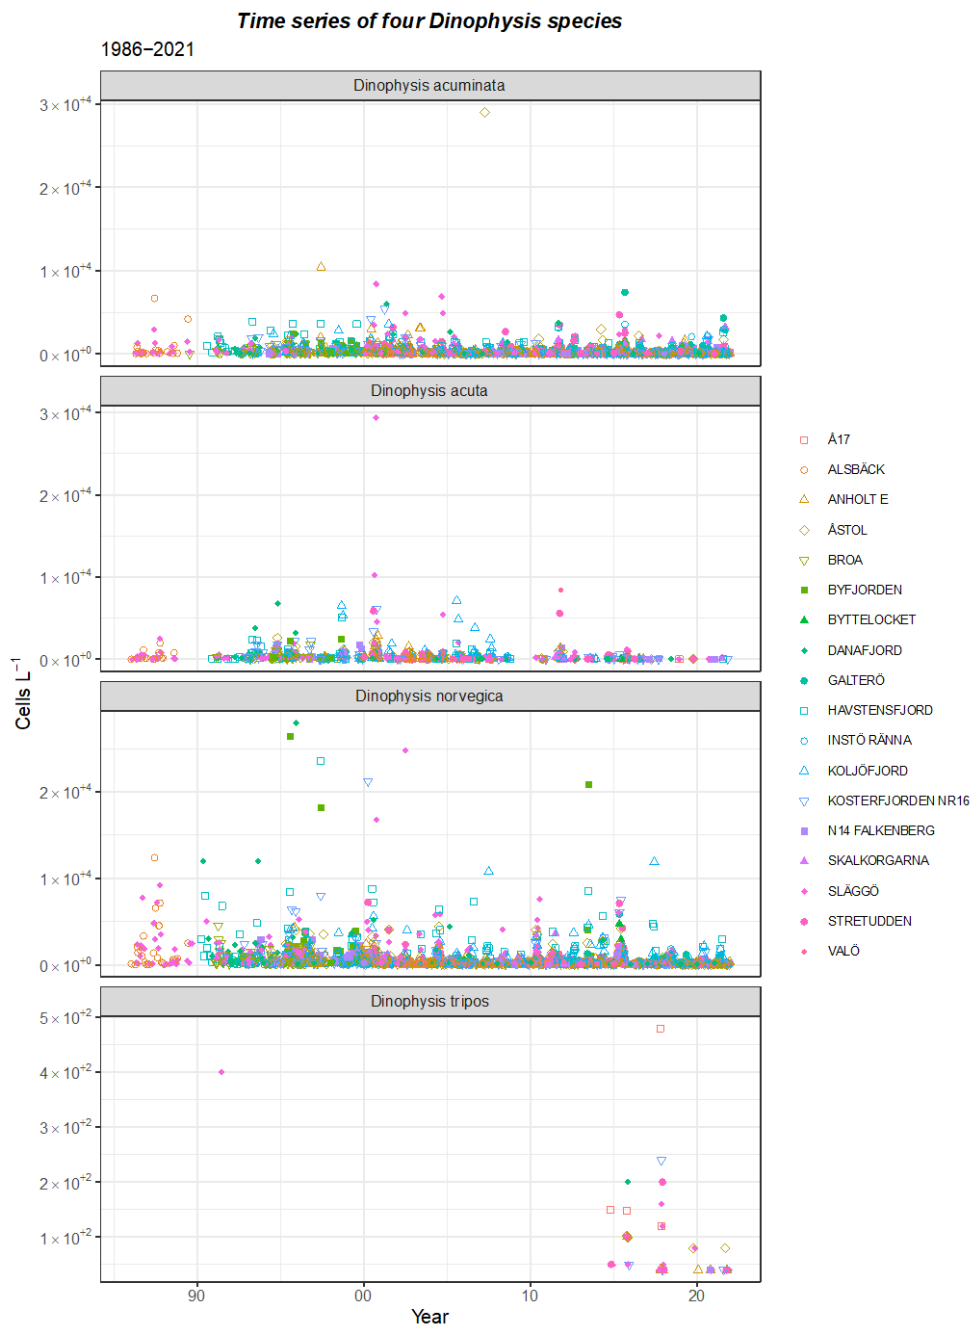 Time series of four Dinophysis species
1986−2021
Dinophysis acuminata
3 × 10⁺⁴
2 × 10⁺⁴
1 × 10⁺⁴
0 × 10⁺⁰
Dinophysis acuta
3 × 10⁺⁴
2 × 10⁺⁴
1 × 10⁺⁴
0 × 10⁺⁰
Dinophysis norvegica
2 × 10⁺⁴
1 × 10⁺⁴
0 × 10⁺⁰
Dinophysis tripos
5 × 10⁺²
4 × 10⁺²
3 × 10⁺²
2 × 10⁺²
1 × 10⁺²
90 00 10 20
Year
Cells L⁻¹
Å17
ALSBÄCK
ANHOLT E
ÅSTOL
BROA
BYFJORDEN
BYTTELOCKET
DANAFJORD
GALTERÖ
HAVSTENSFJORD
INSTÖ RÄNNA
KOLJÖFJORD
KOSTERFJORDEN NR16
N14 FALKENBERG
SKALKORGARNA
SLÄGGÖ
STRETUDDEN
VALÖ